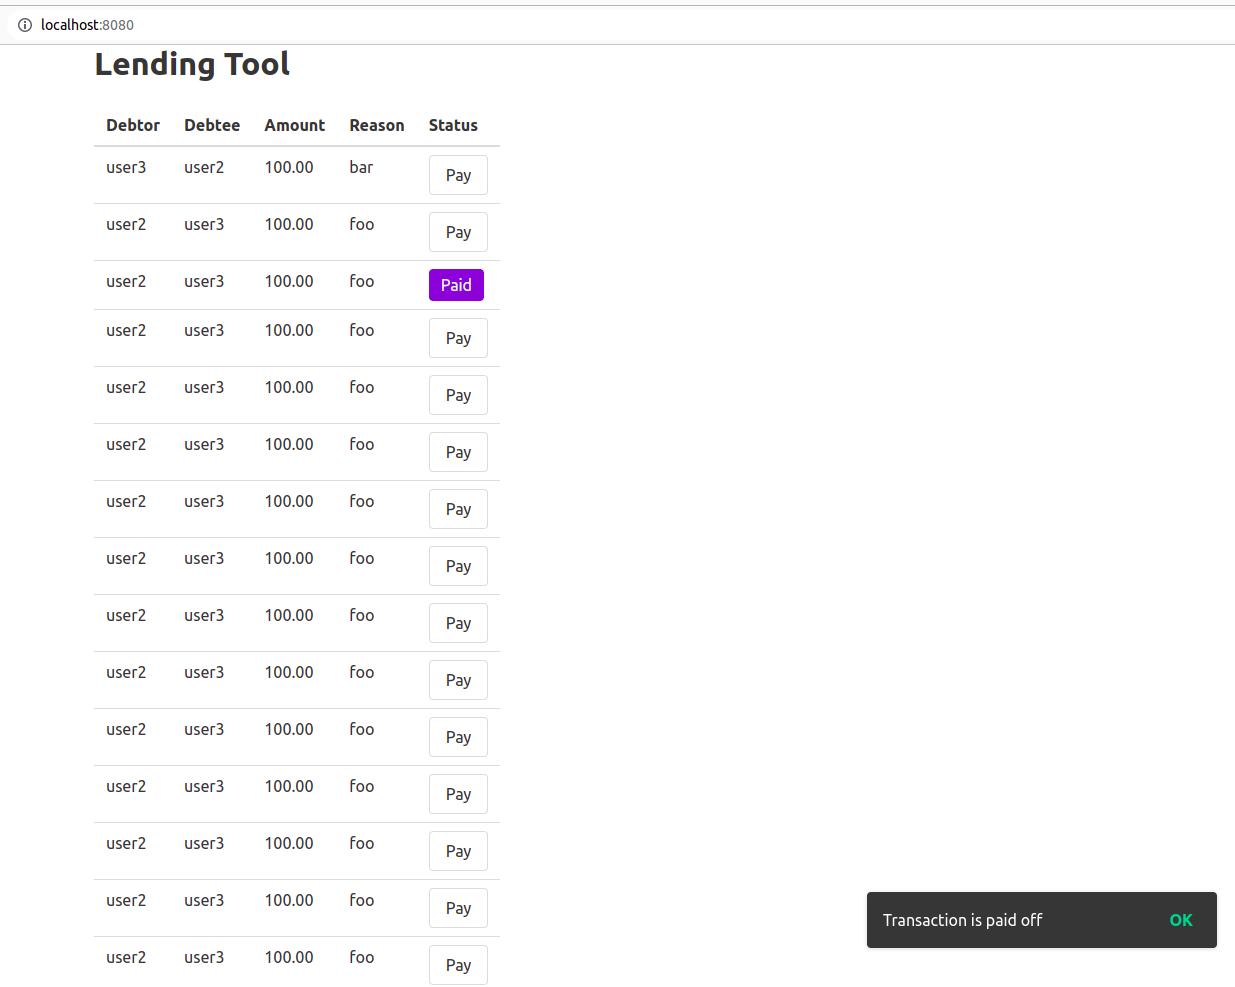 localhost:8080
Lending Tool
Debtor Debtee Amount Reason Status
user3 user2 100.00 bar Pay
user2 user3 100.00 foo Pay
user2 user3 100.00 foo Paid
user2 user3 100.00 foo Pay
user2 user3 100.00 foo Pay
user2 user3 100.00 foo Pay
user2 user3 100.00 foo Pay
user2 user3 100.00 foo Pay
user2 user3 100.00 foo Pay
user2 user3 100.00 foo Pay
user2 user3 100.00 foo Pay
user2 user3 100.00 foo Pay
user2 user3 100.00 foo Pay
user2 user3 100.00 foo Pay
user2 user3 100.00 foo Pay
Transaction is paid off OK